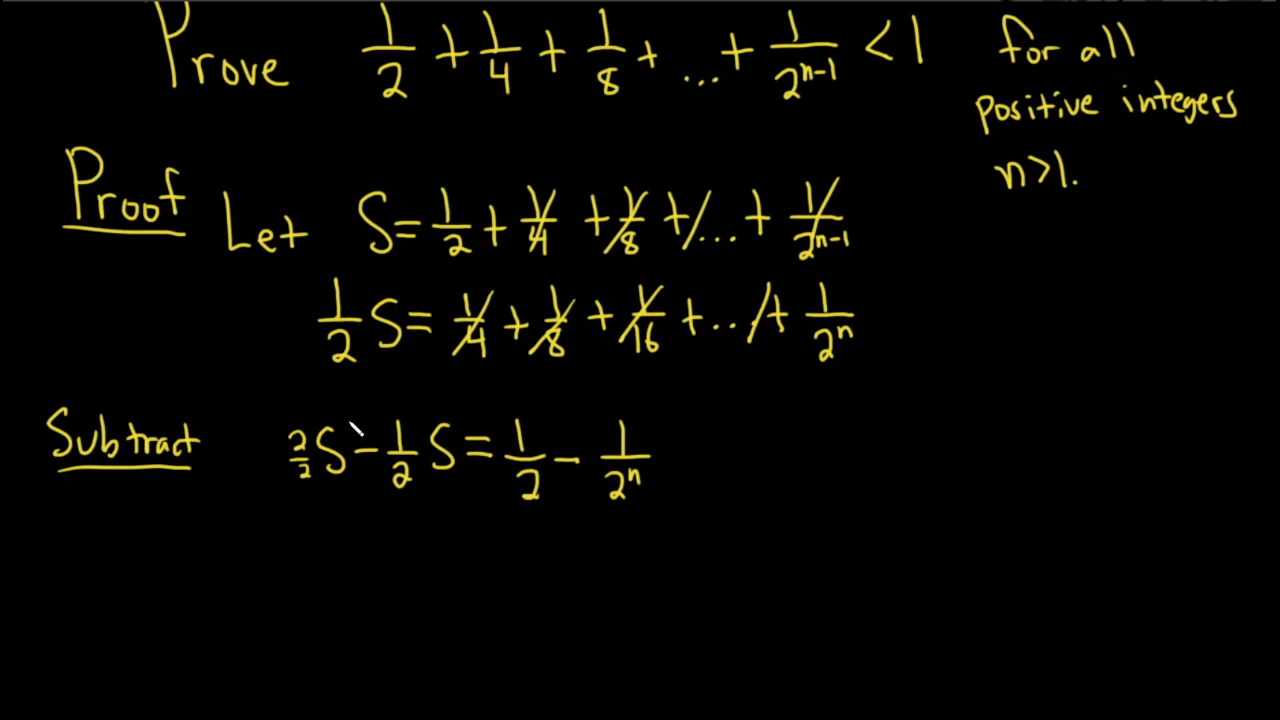 Prove 1/2 + 1/4 + 1/8 + ... + 1/2^(n-1) < 1 for all
positive integers
n>1.
Proof Let S = 1/2 + 1/4 + 1/8 + ... + 1/2^(n-1)
1/2 S = 1/4 + 1/8 + 1/16 + ... + 1/2^n
Subtract 2/2 S - 1/2 S = 1/2 - 1/2^n